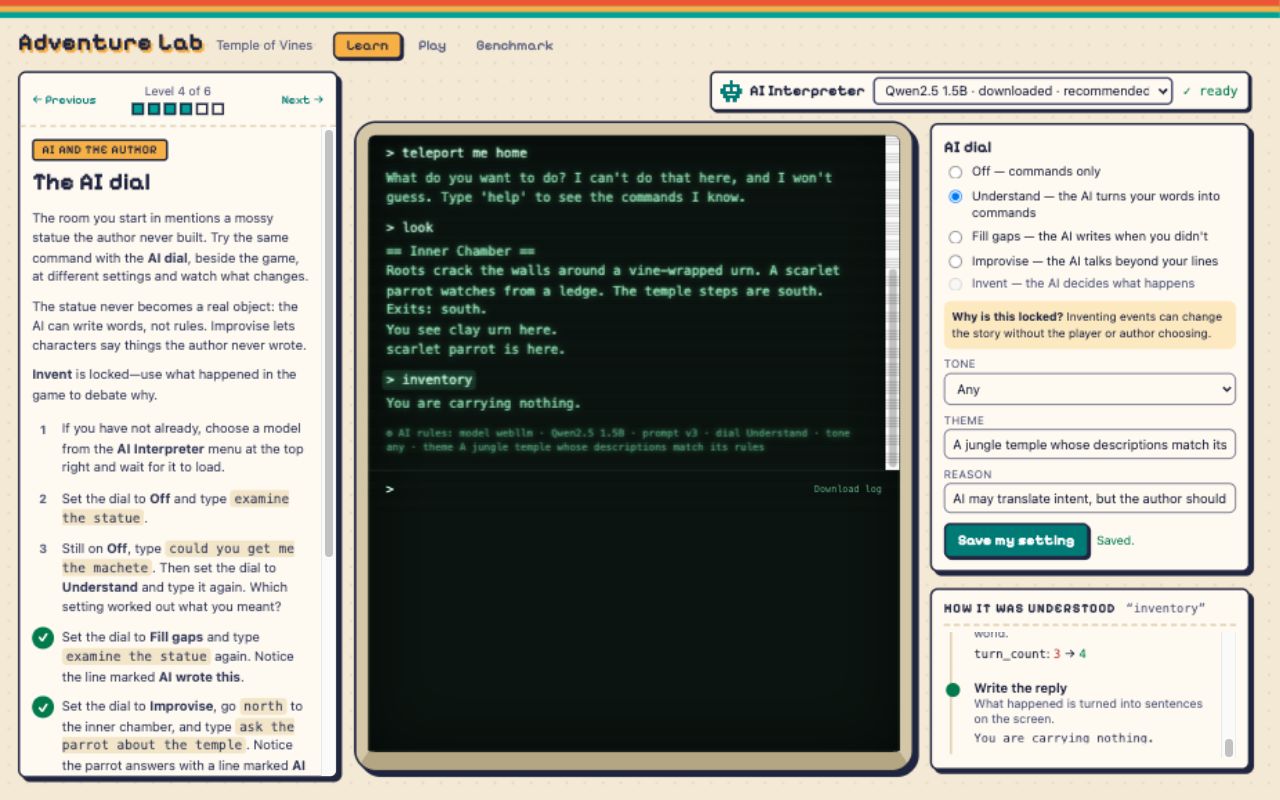 Adventure Lab Temple of Vines Learn Play Benchmark
← Previous Level 4 of 6 Next →
AI AND THE AUTHOR
The AI dial
The room you start in mentions a mossy
statue the author never built. Try the same
command with the AI dial, beside the game,
at different settings and watch what changes.
The statue never becomes a real object: the
AI can write words, not rules. Improvise lets
characters say things the author never wrote.
Invent is locked—use what happened in the
game to debate why.
1 If you have not already, choose a model
from the AI Interpreter menu at the top
right and wait for it to load.
2 Set the dial to Off and type examine
the statue.
3 Still on Off, type could you get me
the machete. Then set the dial to
Understand and type it again. Which
setting worked out what you meant?
Set the dial to Fill gaps and type
examine the statue again. Notice
the line marked AI wrote this.
Set the dial to Improvise, go north to
the inner chamber, and type ask the
parrot about the temple. Notice
the parrot answers with a line marked AI
AI Interpreter Qwen2.5 1.5B · downloaded · recommended ✓ ready
> teleport me home
What do you want to do? I can't do that here, and I won't
guess. Type 'help' to see the commands I know.
> look
== Inner Chamber ==
Roots crack the walls around a vine-wrapped urn. A scarlet
parrot watches from a ledge. The temple steps are south.
Exits: south.
You see clay urn here.
scarlet parrot is here.
> inventory
You are carrying nothing.
AI rules: model webllm · Qwen2.5 1.5B · prompt v3 · dial Understand · tone
any · theme A jungle temple whose descriptions match its rules
>
Download log
AI dial
Off — commands only
Understand — the AI turns your words into
commands
Fill gaps — the AI writes when you didn't
Improvise — the AI talks beyond your lines
Invent — the AI decides what happens
Why is this locked? Inventing events can change
the story without the player or author choosing.
TONE
Any
THEME
A jungle temple whose descriptions match its
REASON
AI may translate intent, but the author should
Save my setting Saved.
HOW IT WAS UNDERSTOOD "inventory"
world.
turn_count: 3 → 4
Write the reply
What happened is turned into sentences
on the screen.
You are carrying nothing.